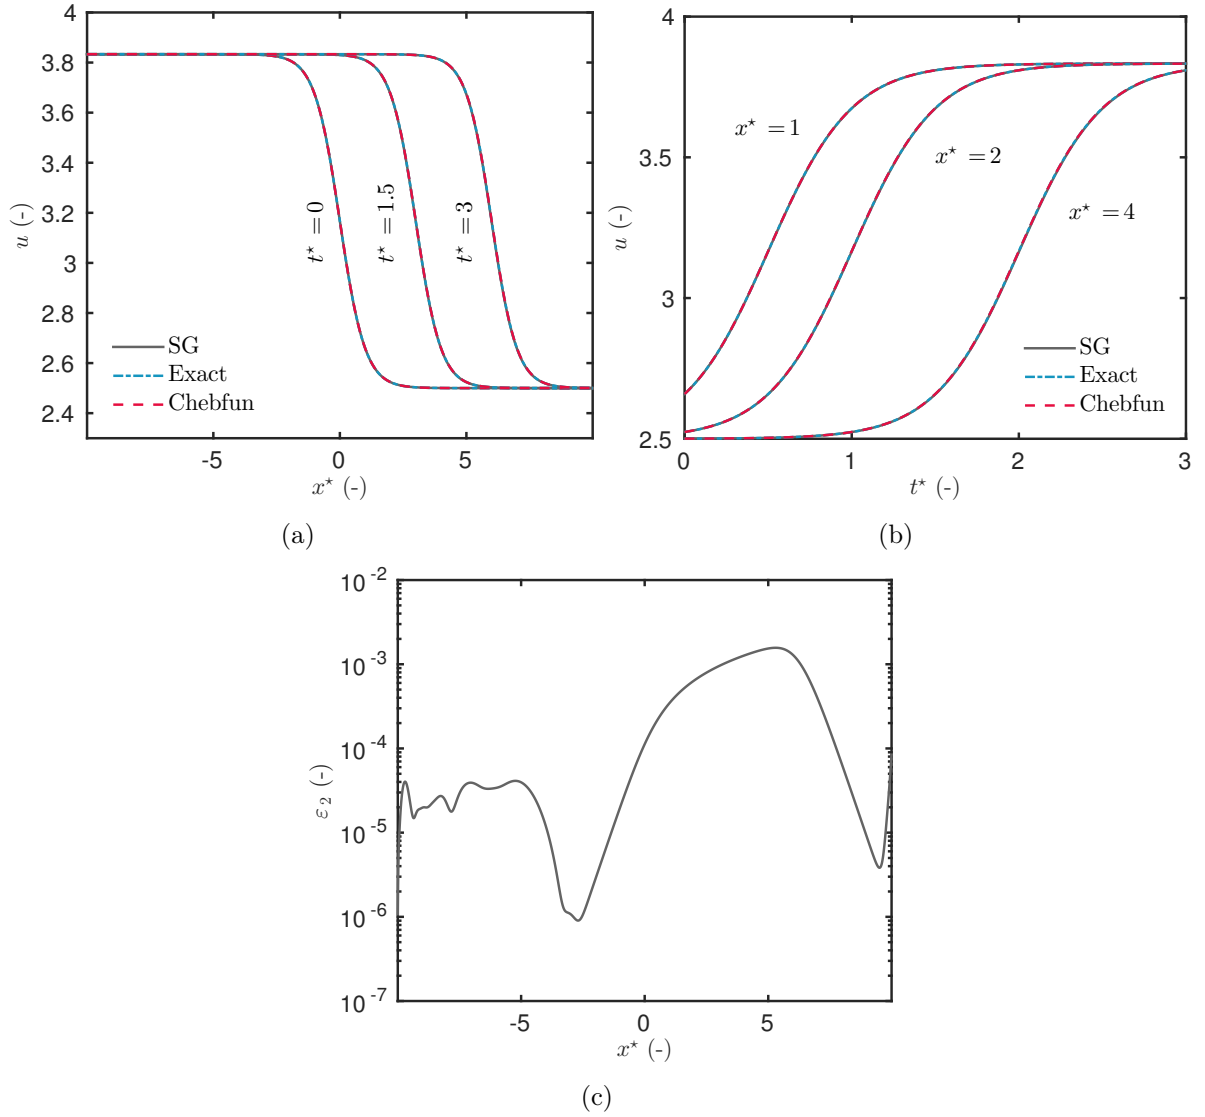 4
3.8
3.6
3.4
3.2
3
2.8
2.6
2.4
u (-)
t⋆ = 0
t⋆ = 1.5
t⋆ = 3
SG
Exact
Chebfun
-5 0 5
x⋆ (-)
(a)
4
3.5
3
2.5
u (-)
x⋆ = 1
x⋆ = 2
x⋆ = 4
SG
Exact
Chebfun
0 1 2 3
t⋆ (-)
(b)
10^-2
10^-3
10^-4
10^-5
10^-6
10^-7
ε₂ (-)
-5 0 5
x⋆ (-)
(c)